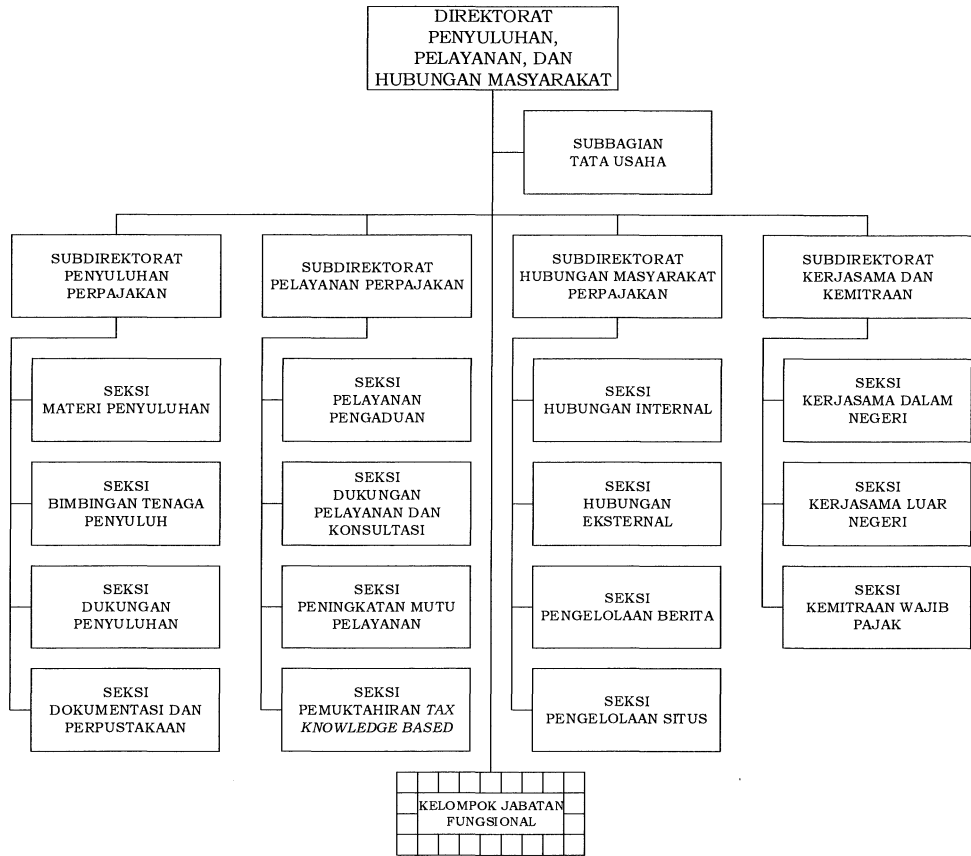 DIREKTORAT
PENYULUHAN,
PELAYANAN, DAN
HUBUNGAN MASYARAKAT
SUBBAGIAN
TATA USAHA
SUBDIREKTORAT
PENYULUHAN
PERPAJAKAN
SEKSI
MATERI PENYULUHAN
SEKSI
BIMBINGAN TENAGA
PENYULUH
SEKSI
DUKUNGAN
PENYULUHAN
SEKSI
DOKUMENTASI DAN
PERPUSTAKAAN
SUBDIREKTORAT
PELAYANAN PERPAJAKAN
SEKSI
PELAYANAN
PENGADUAN
SEKSI
DUKUNGAN
PELAYANAN DAN
KONSULTASI
SEKSI
PENINGKATAN MUTU
PELAYANAN
SEKSI
PEMUKTAHIRAN TAX
KNOWLEDGE BASED
SUBDIREKTORAT
HUBUNGAN MASYARAKAT
PERPAJAKAN
SEKSI
HUBUNGAN INTERNAL
SEKSI
HUBUNGAN
EKSTERNAL
SEKSI
PENGELOLAAN BERITA
SEKSI
PENGELOLAAN SITUS
SUBDIREKTORAT
KERJASAMA DAN
KEMITRAAN
SEKSI
KERJASAMA DALAM
NEGERI
SEKSI
KERJASAMA LUAR
NEGERI
SEKSI
KEMITRAAN WAJIB
PAJAK
KELOMPOK JABATAN
FUNGSIONAL